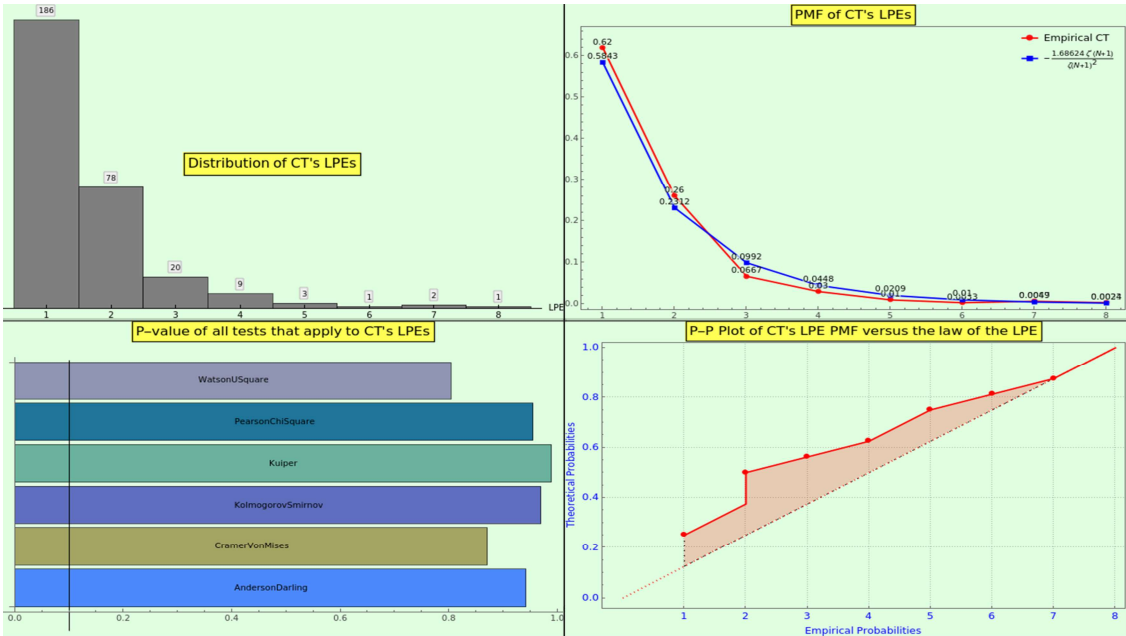 186
78
20
9
3
1
2
1
Distribution of CT's LPEs
LPE
1 2 3 4 5 6 7 8
PMF of CT's LPEs
Empirical CT
-1.68624 ζ′(N+1)
ζ(N+1)²
0.6
0.5
0.4
0.3
0.2
0.1
0.0
0.62
0.5843
0.26
0.2312
0.0992
0.0667
0.0448
0.03
0.0209
0.01
0.01
0.0049
0.0024
1 2 3 4 5 6 7 8
P–value of all tests that apply to CT's LPEs
WatsonUSquare
PearsonChiSquare
Kuiper
KolmogorovSmirnov
CramerVonMises
AndersonDarling
0.0 0.2 0.4 0.6 0.8 1.0
P–P Plot of CT's LPE PMF versus the law of the LPE
Theoretical Probabilities
1.0
0.8
0.6
0.4
0.2
0.0
1 2 3 4 5 6 7 8
Empirical Probabilities